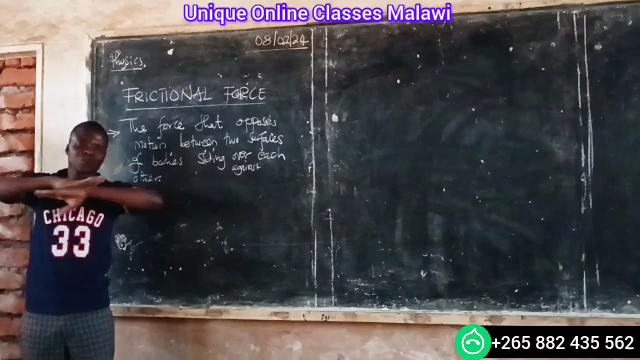 Unique Online Classes Malawi
08/02/24
Physics.
FRICTIONAL FORCE
The force that opposes
motion between two surfaces
of bodies sliding over each
against
other.
CHICAGO
33
+265 882 435 562